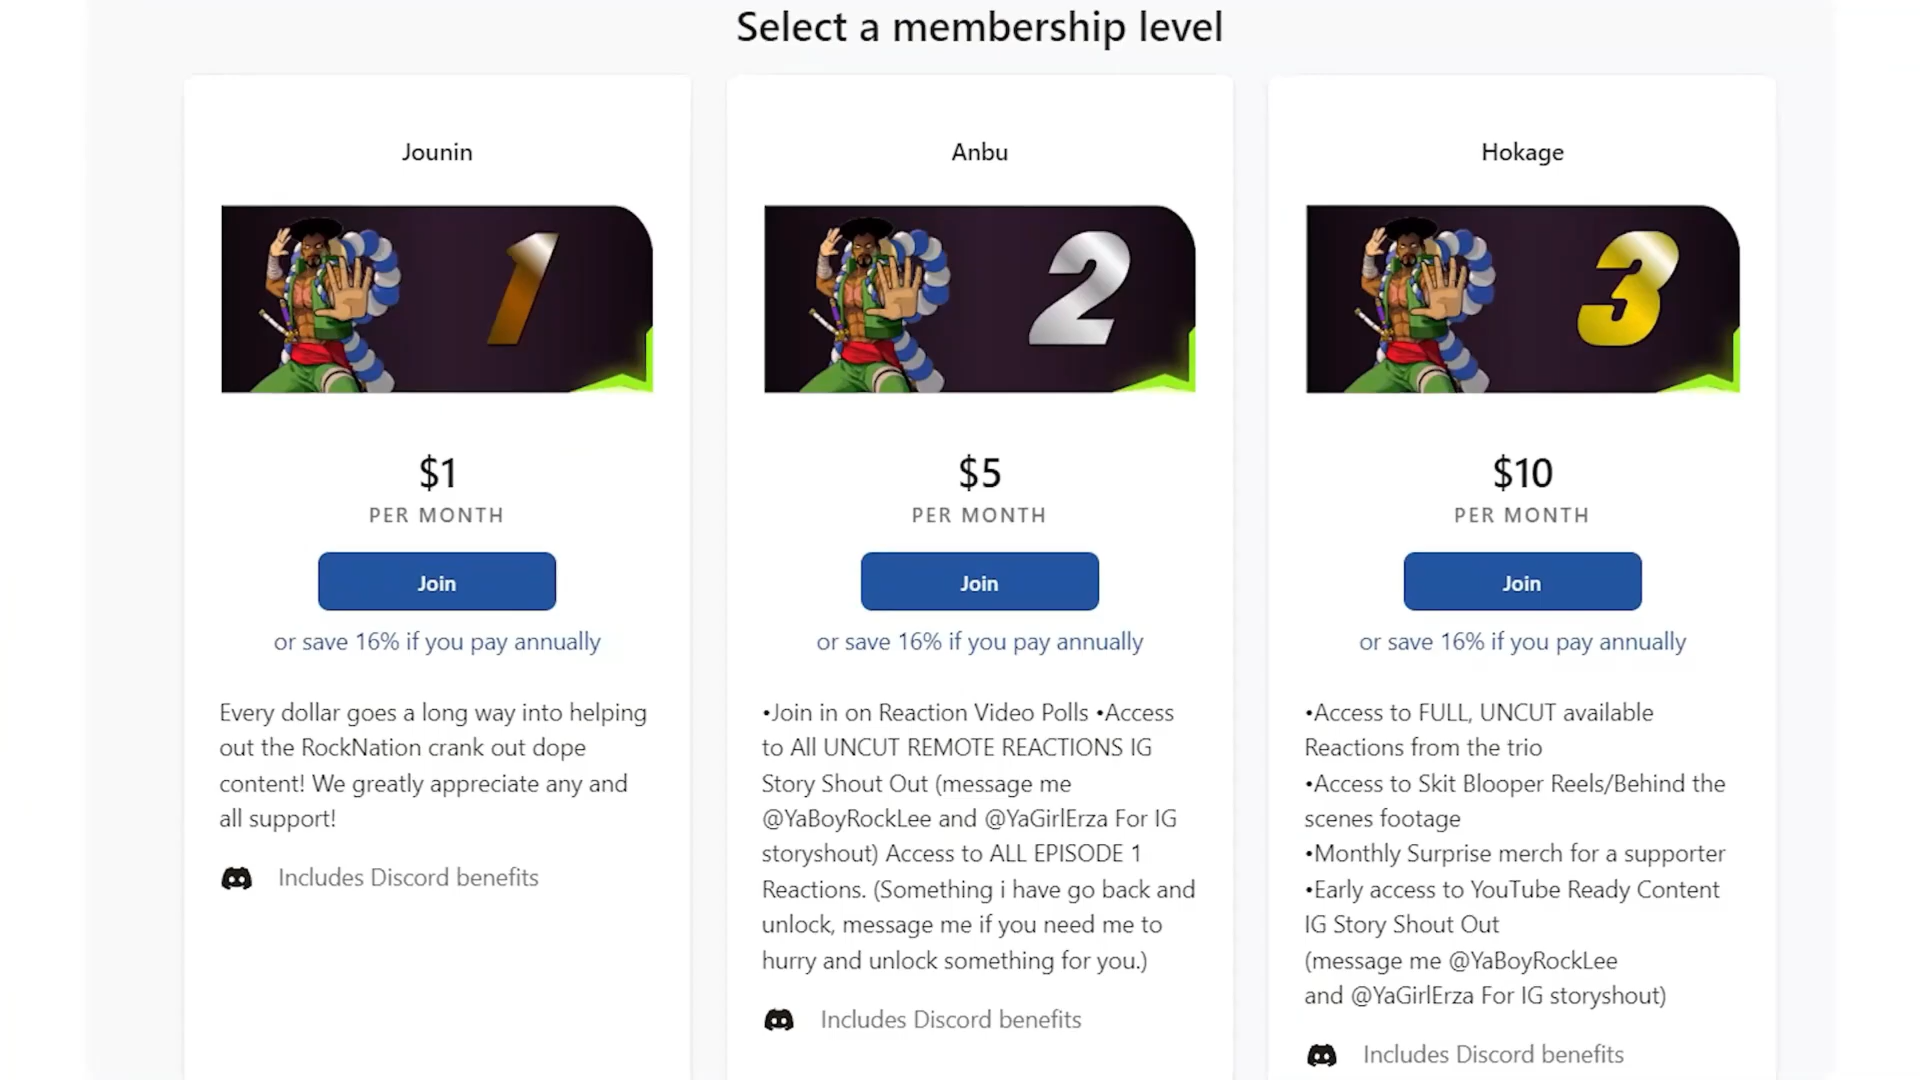 Select a membership level
Jounin
1
$1
PER MONTH
Join
or save 16% if you pay annually
Every dollar goes a long way into helping
out the RockNation crank out dope
content! We greatly appreciate any and
all support!
Includes Discord benefits
Anbu
2
$5
PER MONTH
Join
or save 16% if you pay annually
•Join in on Reaction Video Polls •Access
to All UNCUT REMOTE REACTIONS IG
Story Shout Out (message me
@YaBoyRockLee and @YaGirlErza For IG
storyshout) Access to ALL EPISODE 1
Reactions. (Something i have go back and
unlock, message me if you need me to
hurry and unlock something for you.)
Includes Discord benefits
Hokage
3
$10
PER MONTH
Join
or save 16% if you pay annually
•Access to FULL, UNCUT available
Reactions from the trio
•Access to Skit Blooper Reels/Behind the
scenes footage
•Monthly Surprise merch for a supporter
•Early access to YouTube Ready Content
IG Story Shout Out
(message me @YaBoyRockLee
and @YaGirlErza For IG storyshout)
Includes Discord benefits